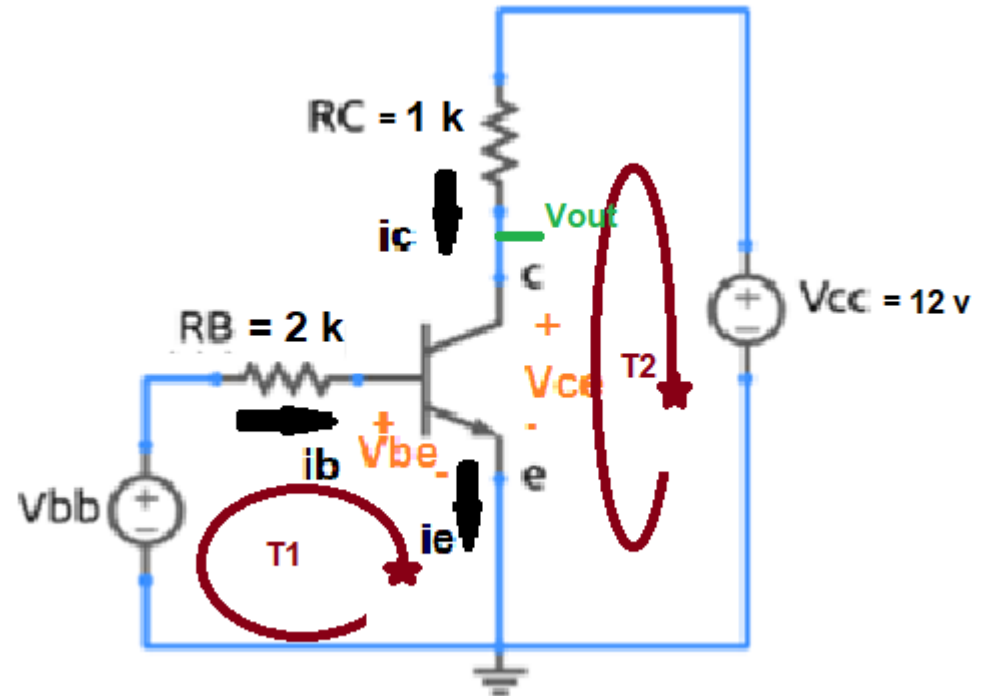 RC = 1 k
Vout
ic
c
+
Vcc = 12 v
+
-
RB = 2 k
T2
Vce
-
+
Vbe
-
ib
e
Vbb
+
-
T1
ie